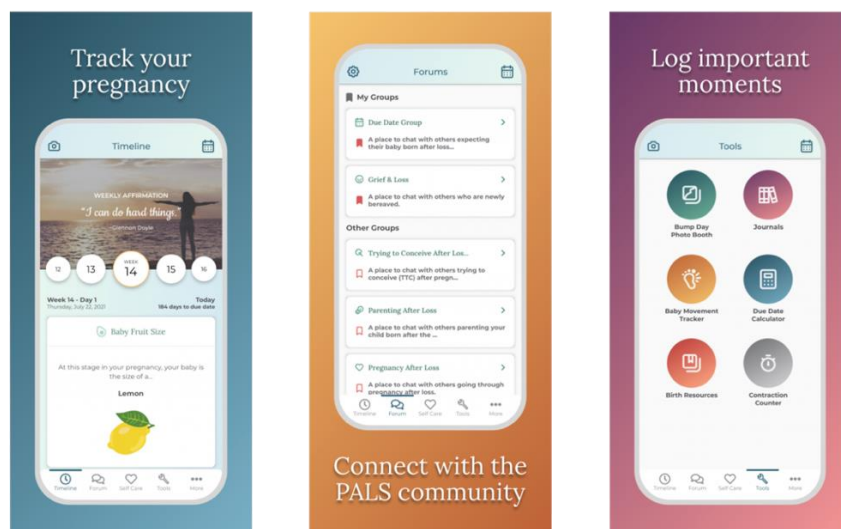 Track your
pregnancy
Timeline
WEEKLY AFFIRMATION
"I can do hard things."
-Glennon Doyle
12
13
WEEK
14
15
16
Week 14 - Day 1
Today
Thursday, July 22, 2021
184 days to due date
Baby Fruit Size
At this stage in your pregnancy, your baby is
the size of a...
Lemon
Timeline
Forum
Self Care
Tools
More
Forums
My Groups
Due Date Group
A place to chat with others expecting
their baby born after loss...
Grief & Loss
A place to chat with others who are newly
bereaved.
Other Groups
Trying to Conceive After Los...
A place to chat with others trying to
conceive (TTC) after pregn...
Parenting After Loss
A place to chat with others parenting your
child born after the ...
Pregnancy After Loss
A place to chat with others going through
pregnancy after loss.
Timeline
Forum
Self Care
Tools
More
Connect with the
PALS community
Log important
moments
Tools
Bump Day
Photo Booth
Journals
Baby Movement
Tracker
Due Date
Calculator
Birth Resources
Contraction
Counter
Timeline
Forum
Self Care
Tools
More